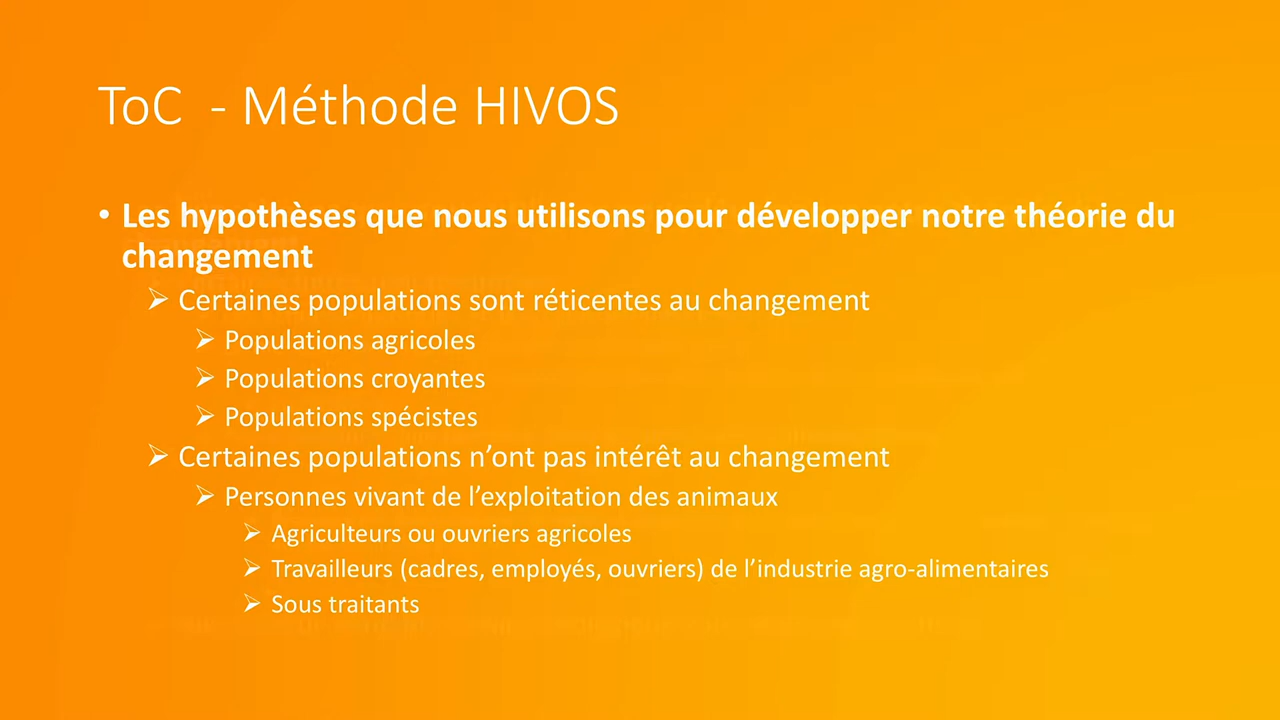 ToC - Méthode HIVOS
• Les hypothèses que nous utilisons pour développer notre théorie du
changement
➢ Certaines populations sont réticentes au changement
➢ Populations agricoles
➢ Populations croyantes
➢ Populations spécistes
➢ Certaines populations n’ont pas intérêt au changement
➢ Personnes vivant de l’exploitation des animaux
➢ Agriculteurs ou ouvriers agricoles
➢ Travailleurs (cadres, employés, ouvriers) de l’industrie agro-alimentaires
➢ Sous traitants